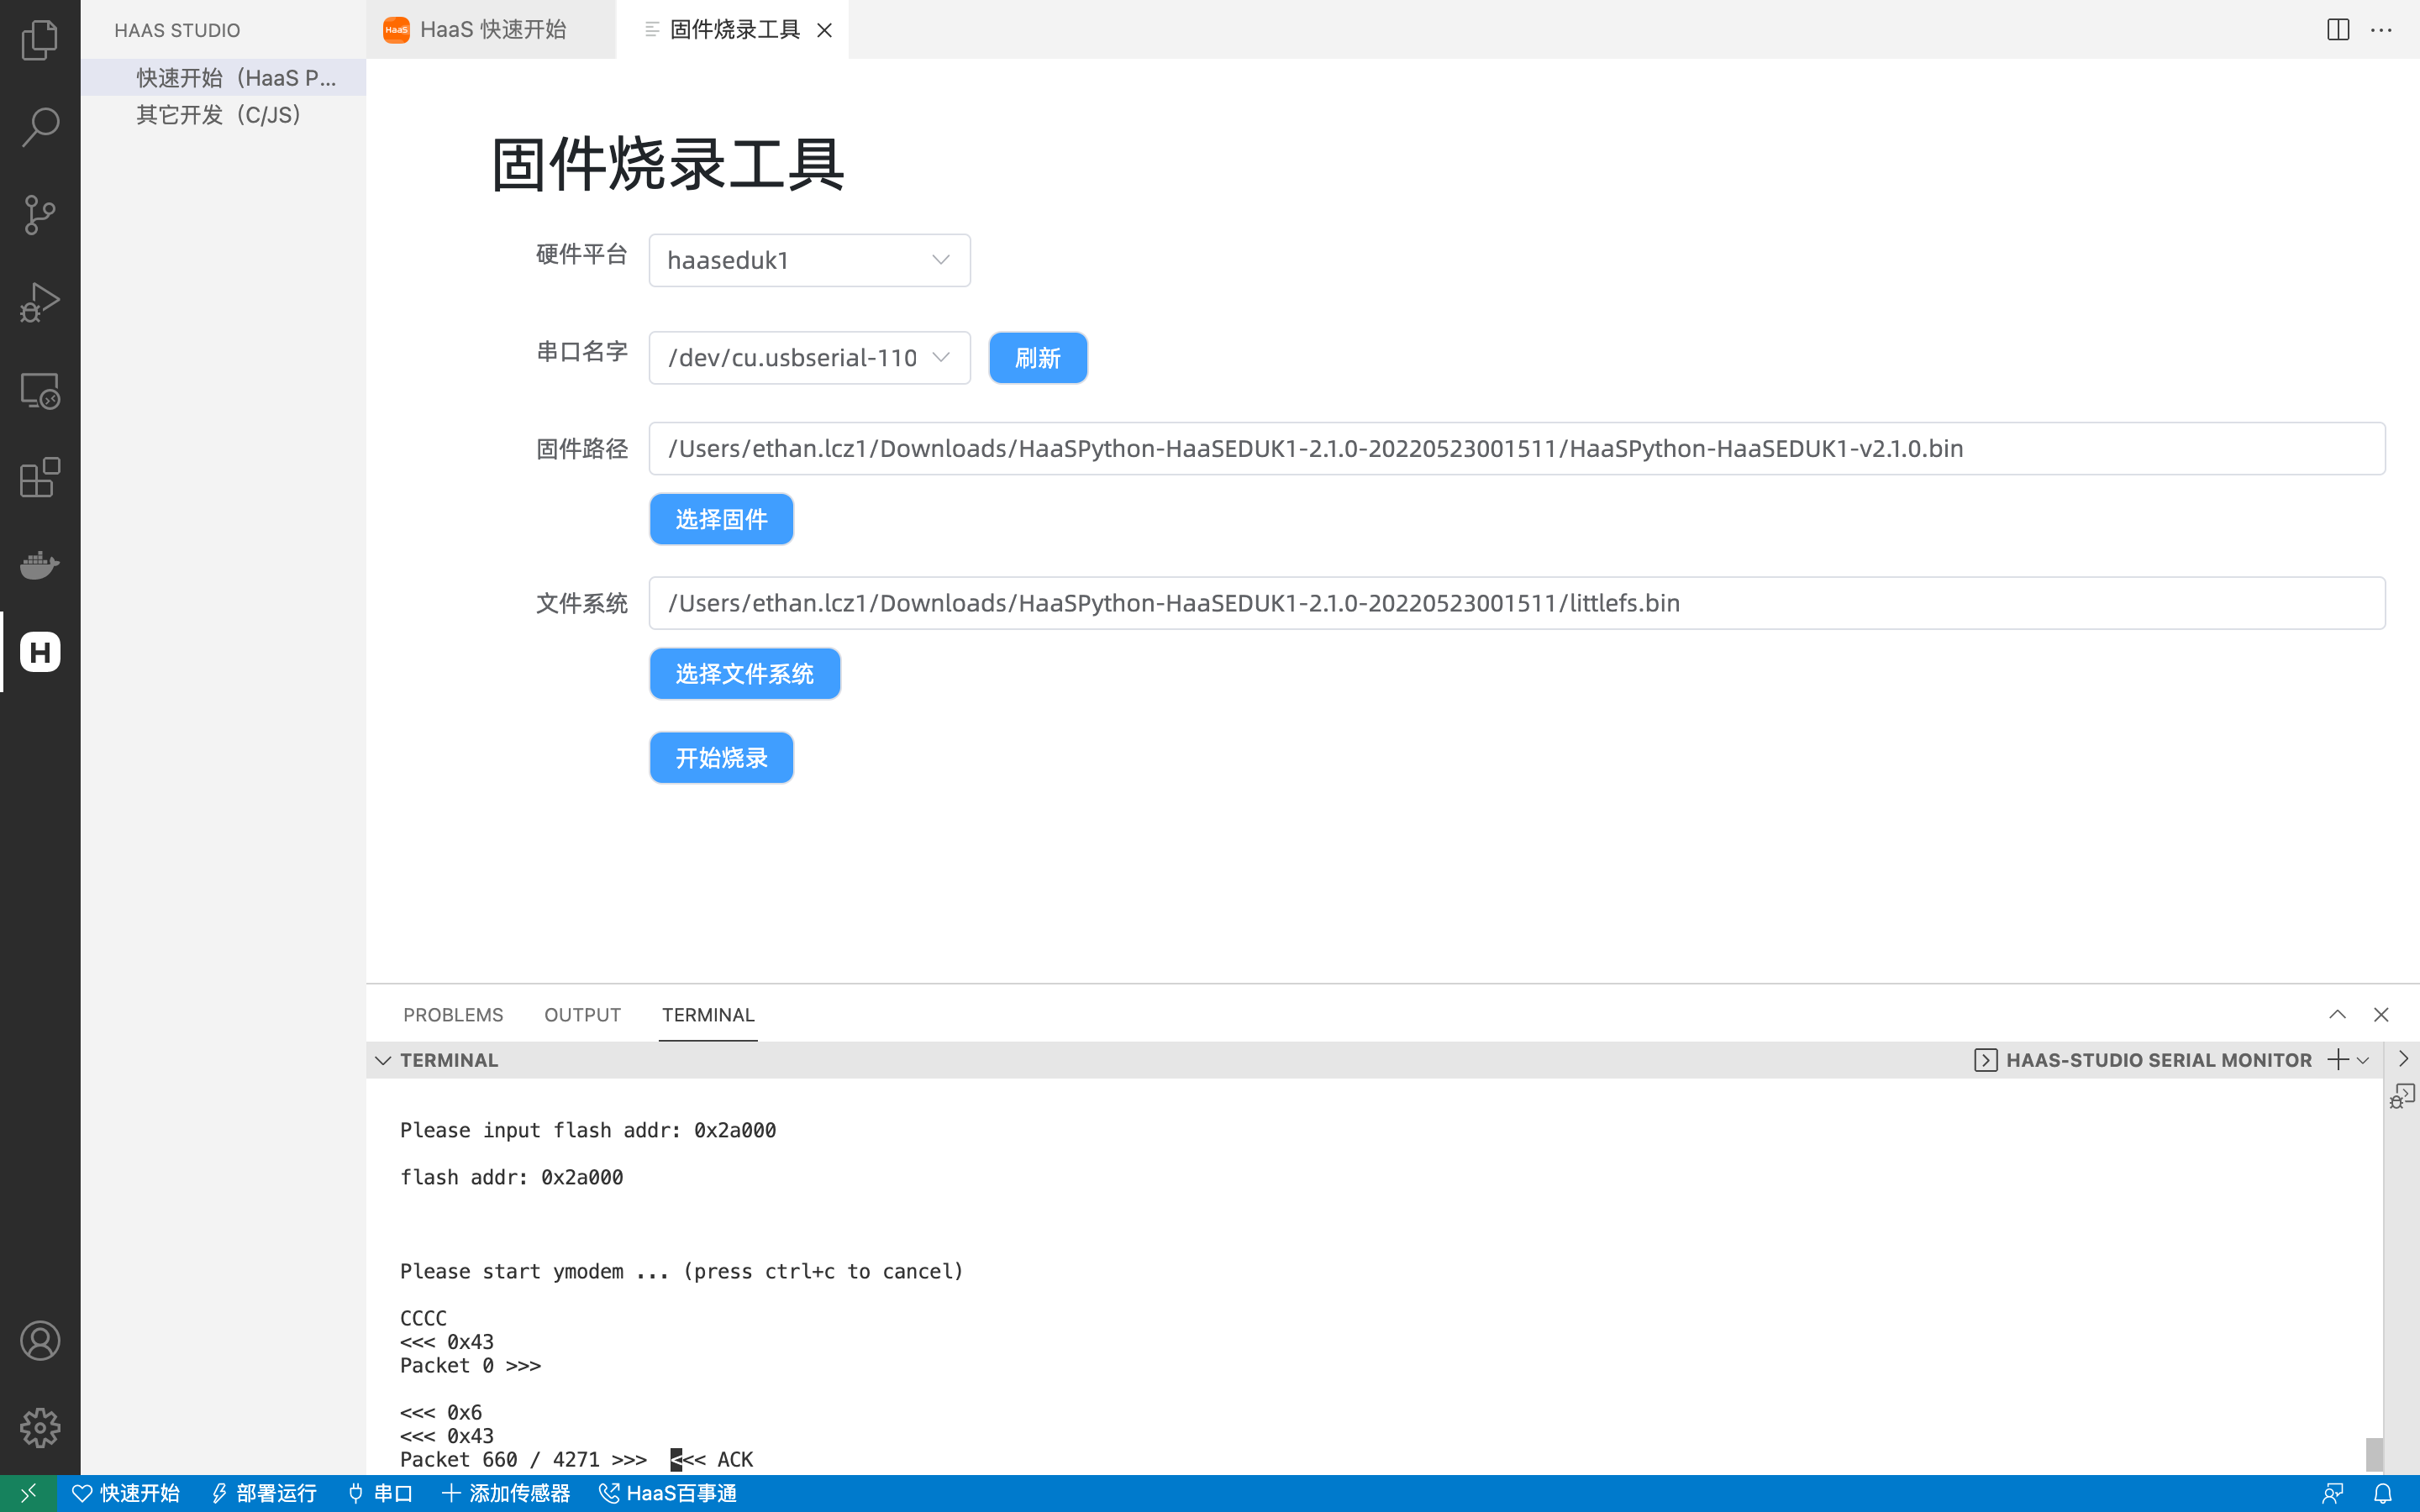 HAAS STUDIO
快速开始（HaaS P...
其它开发（C/JS）
HaaS
HaaS 快速开始
固件烧录工具
固件烧录工具
硬件平台
haaseduk1
串口名字
/dev/cu.usbserial-110
刷新
固件路径
/Users/ethan.lcz1/Downloads/HaaSPython-HaaSEDUK1-2.1.0-20220523001511/HaaSPython-HaaSEDUK1-v2.1.0.bin
选择固件
文件系统
/Users/ethan.lcz1/Downloads/HaaSPython-HaaSEDUK1-2.1.0-20220523001511/littlefs.bin
选择文件系统
开始烧录
PROBLEMS
OUTPUT
TERMINAL
TERMINAL
HAAS-STUDIO SERIAL MONITOR
Please input flash addr: 0x2a000
flash addr: 0x2a000
Please start ymodem ... (press ctrl+c to cancel)
CCCC
<<< 0x43
Packet 0 >>>
<<< 0x6
<<< 0x43
Packet 660 / 4271 >>>  <<< ACK
快速开始
部署运行
串口
添加传感器
HaaS百事通